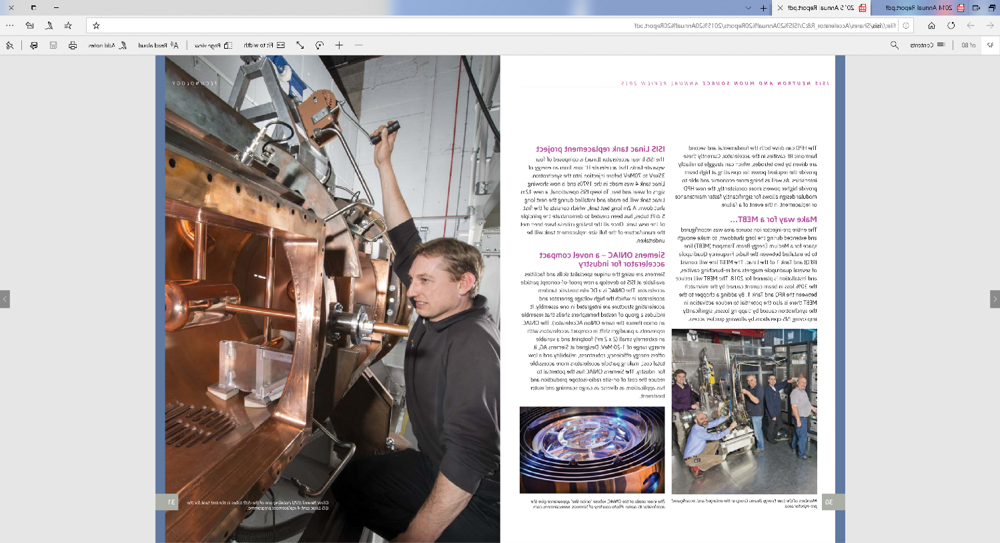 2014 Annual Report.pdf
2015 Annual Report.pdf
file://isis/Shares/Accelerator_R&D/ISIS%20Annual%20Reports/2015%20Annual%20Report.pdf
32 of 80
Contents
Fit to width
Page view
Read aloud
Add notes
ISIS NEUTRON AND MUON SOURCE ANNUAL REVIEW 2015
The HPD can drive both the fundamental and second
harmonic RF cavities in the accelerator. Currently these
are driven by two tetrodes, which can struggle to reliably
provide the required power for operating at high beam
intensities. As well as being more economic and able to
provide higher powers more consistently, the new HPD
modular design allows for significantly faster maintenance
or replacement in the event of a failure.
Make way for a MEBT...
The entire pre-injector ion source area was reconfigured
and extended during the long shutdown, to make enough
space for a Medium Energy Beam Transport (MEBT) line
to be installed between the Radio Frequency Quadrupole
(RFQ) and Tank 1 of the Linac. The MEBT line will consist
of several quadrupole magnets and re-bunching cavities,
and installation is planned for 2018. The MEBT will reduce
the 30% loss in beam current caused by the mismatch
between the RFQ and Tank 1. By adding a chopper to the
MEBT there is also the potential to reduce activation in
the synchrotron caused by trapping losses, significantly
improving ISIS operations by allowing quicker access.
Members of the Low Energy Beams Group in the enlarged and reconfigured
pre-injector area.
30
ISIS Linac tank replacement project
The ISIS linear accelerator (Linac) is composed of four
separate tanks that accelerate H⁻ ions from an energy of
35keV to 70MeV before injection into the synchrotron.
Linac tank 4 was made in the 1970s and is now showing
signs of wear and tear. To keep ISIS operational, a new 12m
Linac tank will be made and installed during the next long
shut down. A 2m long test tank, which consists of the first
5 drift tubes, has been created to demonstrate the principle
of the new tank. Once all the testing criteria have been met
the manufacture of the full size replacement tank will be
undertaken.
Siemens ONIAC – a novel compact
accelerator for industry
Siemens are using the unique specialist skills and facilities
available at ISIS to develop a new proof-of-concept particle
accelerator. The ONIAC is a DC electrostatic tandem
accelerator in which the high voltage generator and
accelerating structure are integrated in one assembly. It
includes a group of nested hemisphere shells that resemble
an onion (hence the name ONIon ACcelerator). The ONIAC
represents a paradigm shift in compact accelerators with
an extremely small (2 x 2 m²) footprint and a variable
energy range of 1-20 MeV. Designed at Siemens AG, it
offers energy efficiency, robustness, reliability and a low
total cost; making particle accelerators more accessible
for industry. The Siemens ONIAC has the potential to
reduce the cost of on-site radio-isotope production and
has applications as diverse as cargo scanning and water
treatment.
The inner shells of the ONIAC whose 'onion like' appearance give the
accelerator its name. Photo courtesy of Siemens, www.siemens.com.
TECHNOLOGY
Oliver Newell (ISIS) installing one of the drift tubes in the test tank for the
ISIS Linac tank 4 replacement programme.
31